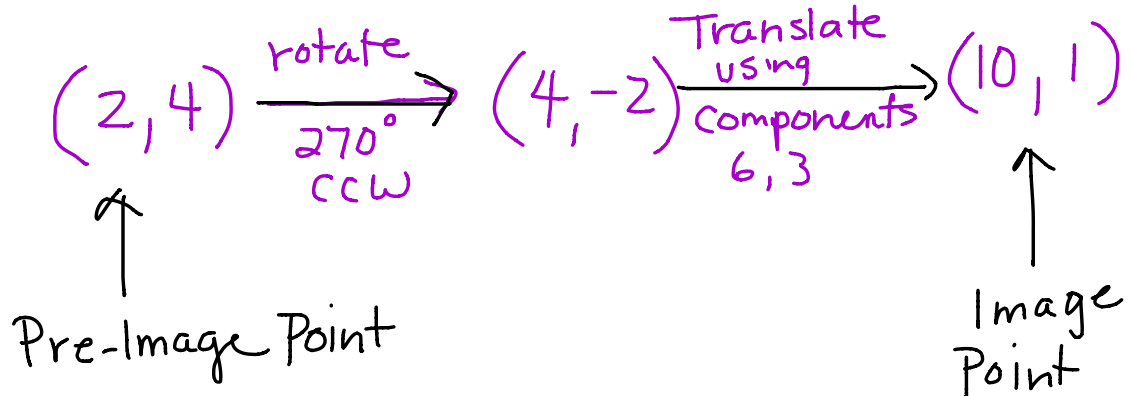 (2, 4) rotate 270° CCW (4, -2) Translate using components 6, 3 (10, 1)
Pre-Image Point
Image
Point